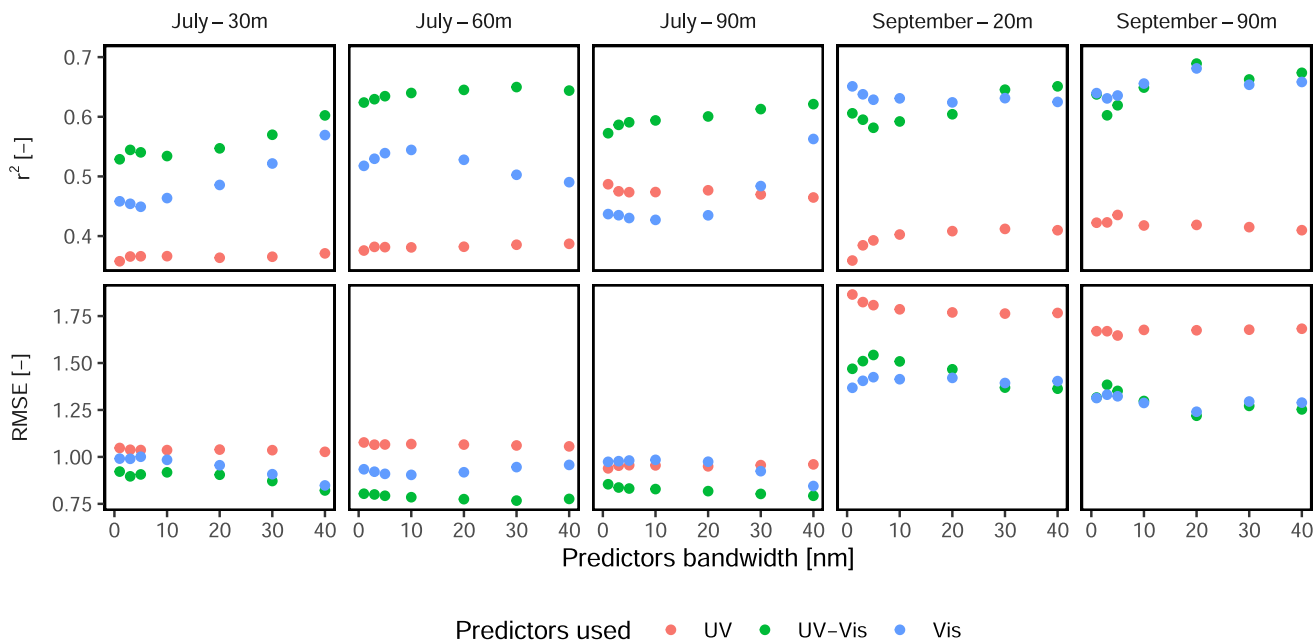 July – 30m July – 60m July – 90m September – 20m September – 90m
0.7
0.6
0.5
0.4
r² [–]
1.75
1.50
1.25
1.00
0.75
RMSE [–]
0 10 20 30 40 0 10 20 30 40 0 10 20 30 40 0 10 20 30 40 0 10 20 30 40
Predictors bandwidth [nm]
Predictors used UV UV–Vis Vis